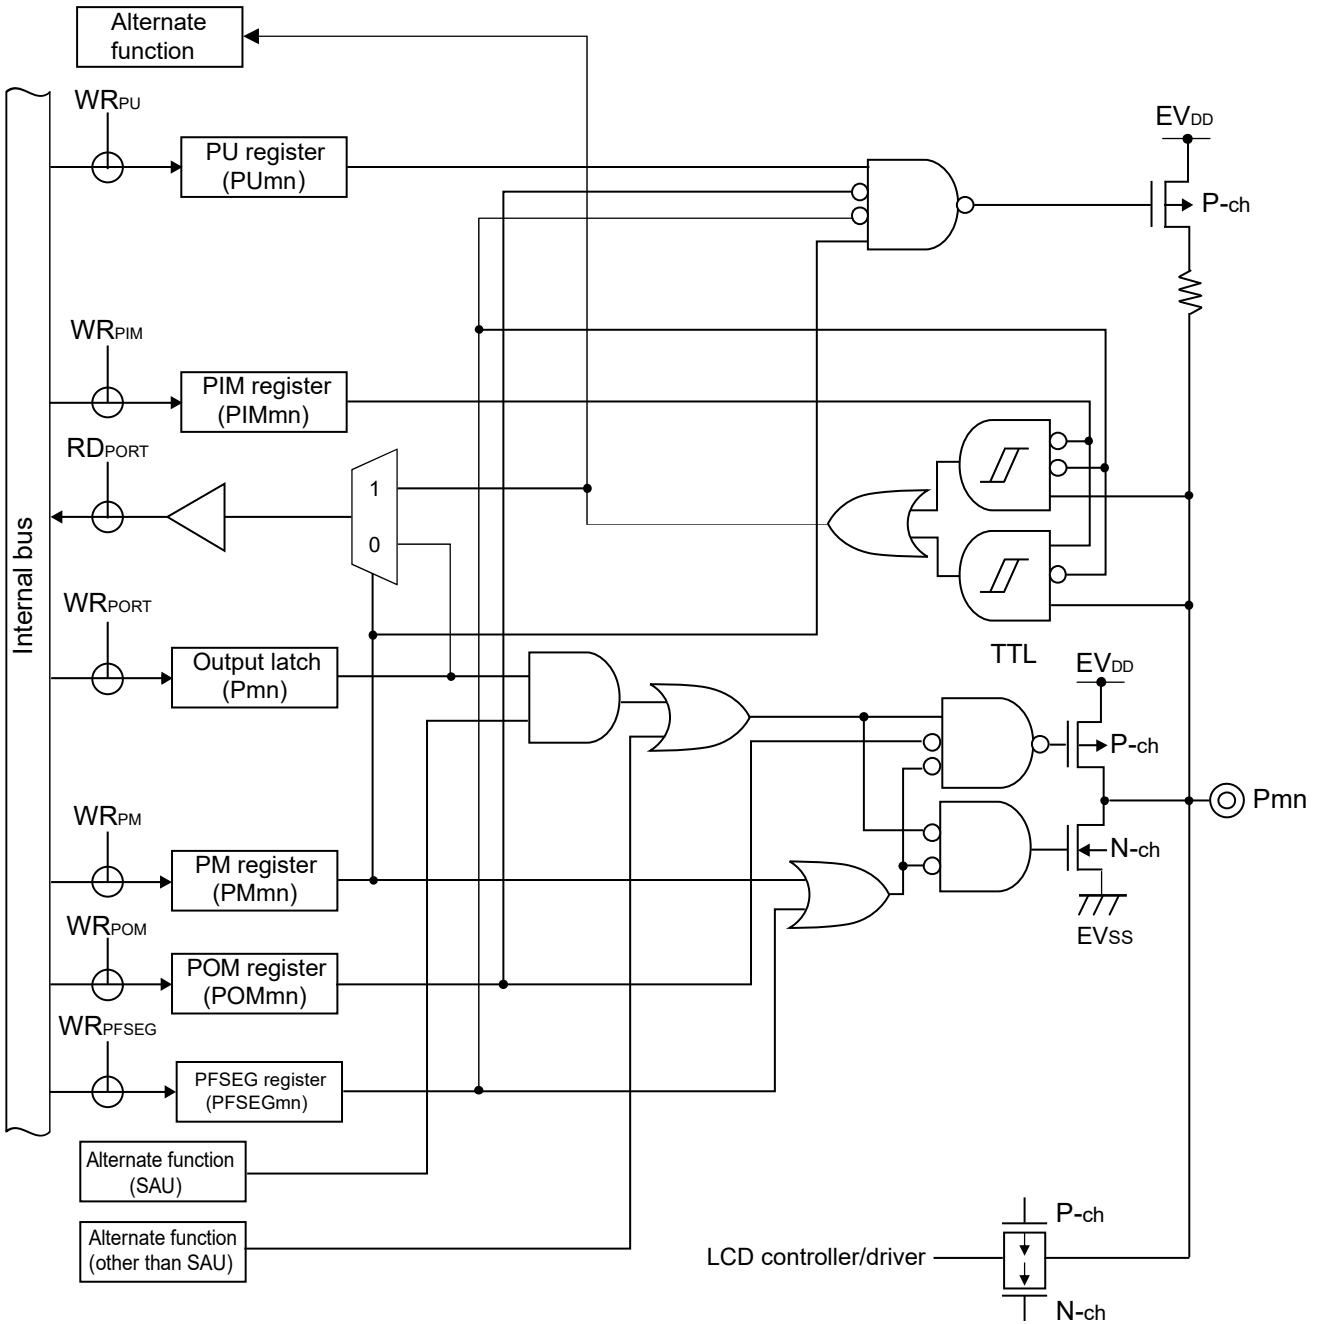 Alternate
function
WRPU
PU register
(PUmn)
EVDD
P-ch
WRPIM
PIM register
(PIMmn)
RDPORT
1
0
Internal bus
WRPORT
Output latch
(Pmn)
TTL
EVDD
P-ch
Pmn
WRPM
PM register
(PMmn)
N-ch
EVSS
WRPOM
POM register
(POMmn)
WRPFSEG
PFSEG register
(PFSEGmn)
Alternate function
(SAU)
Alternate function
(other than SAU)
P-ch
LCD controller/driver
N-ch